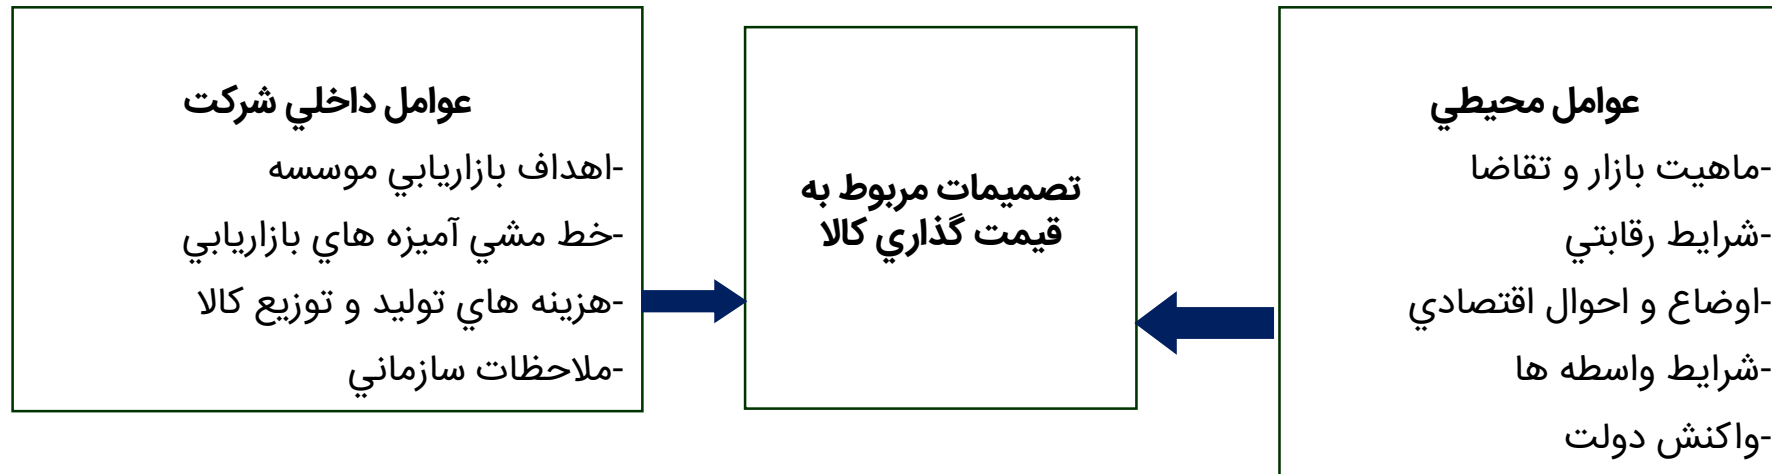 عوامل محيطي
-ماهيت بازار و تقاضا
-شرايط رقابتي
-اوضاع و احوال اقتصادي
-شرايط واسطه ها
-واكنش دولت
تصميمات مربوط به
قيمت گذاري كالا
عوامل داخلي شركت
-اهداف بازاريابي موسسه
-خط مشي آميزه هاي بازاريابي
-هزينه هاي توليد و توزيع كالا
-ملاحظات سازماني